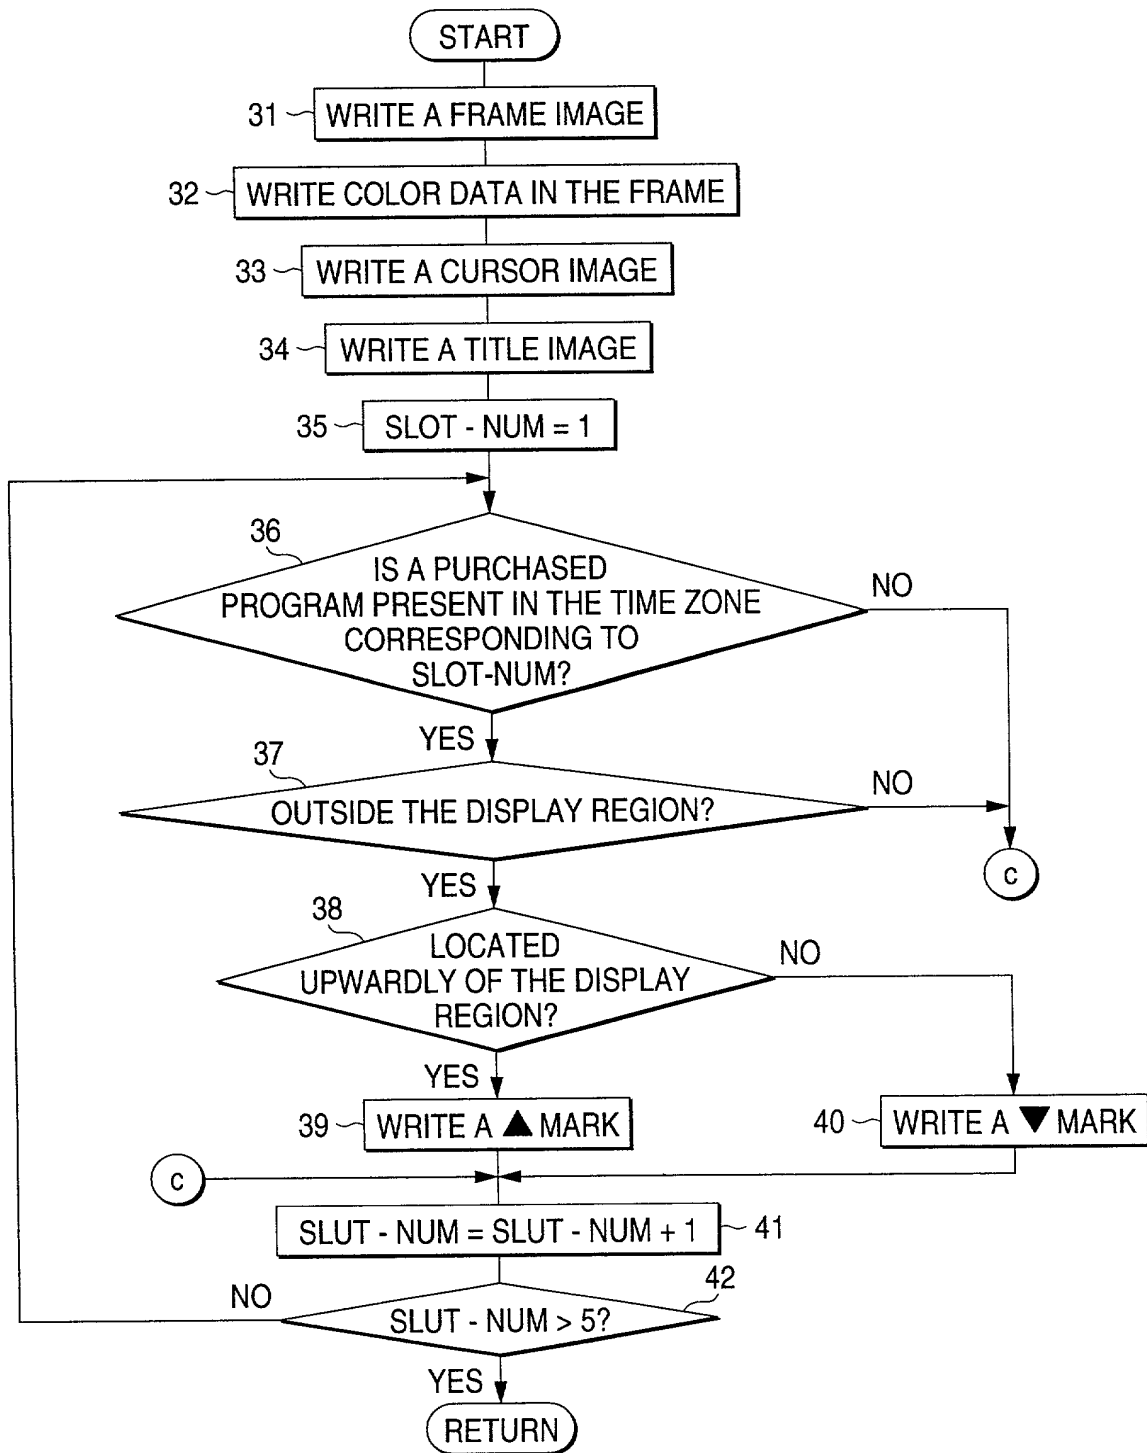 START
31 WRITE A FRAME IMAGE
32 WRITE COLOR DATA IN THE FRAME
33 WRITE A CURSOR IMAGE
34 WRITE A TITLE IMAGE
35 SLOT - NUM = 1
36
IS A PURCHASED
PROGRAM PRESENT IN THE TIME ZONE
CORRESPONDING TO
SLOT-NUM?
NO
YES
37
OUTSIDE THE DISPLAY REGION?
NO
c
YES
38
LOCATED
UPWARDLY OF THE DISPLAY
REGION?
NO
YES
39 WRITE A ▲ MARK
40 WRITE A ▼ MARK
c
SLUT - NUM = SLUT - NUM + 1 41
42
SLUT - NUM > 5?
NO
YES
RETURN